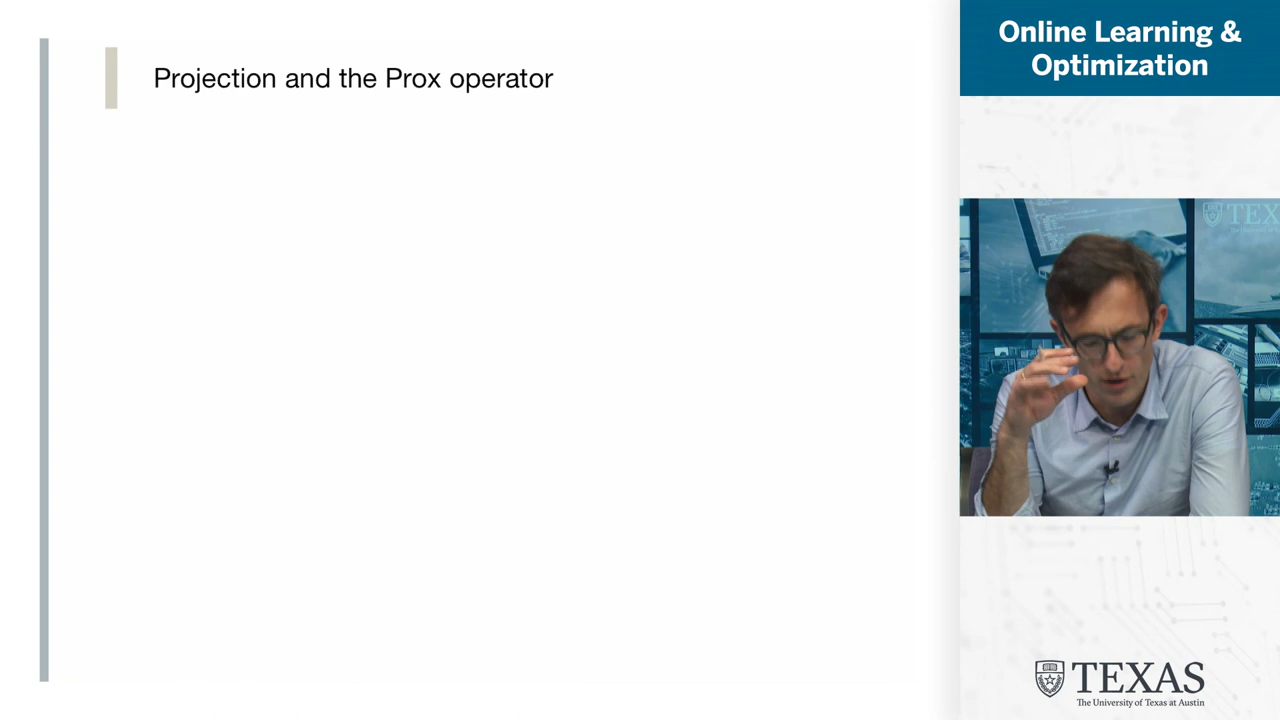 Projection and the Prox operator
Online Learning &
Optimization
TEXAS
The University of Texas at Austin